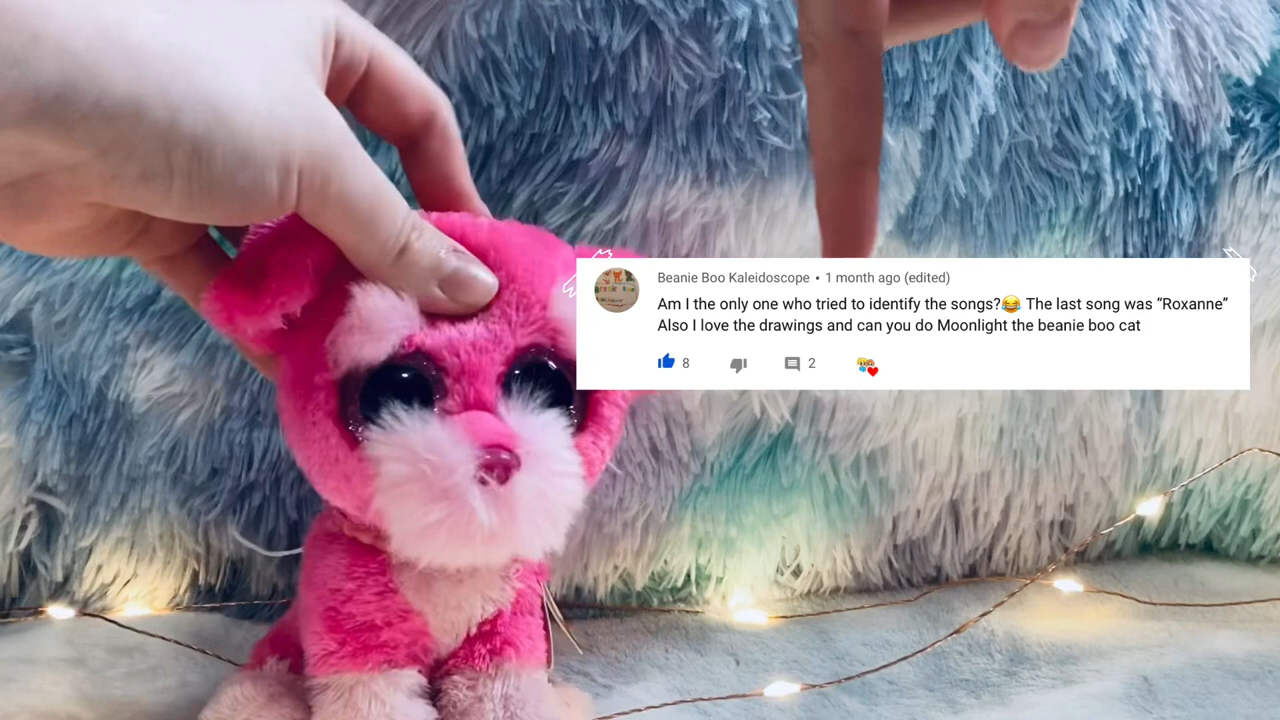 Beanie Boo Kaleidoscope • 1 month ago (edited)
Am I the only one who tried to identify the songs?😂 The last song was “Roxanne”
Also I love the drawings and can you do Moonlight the beanie boo cat
8
2